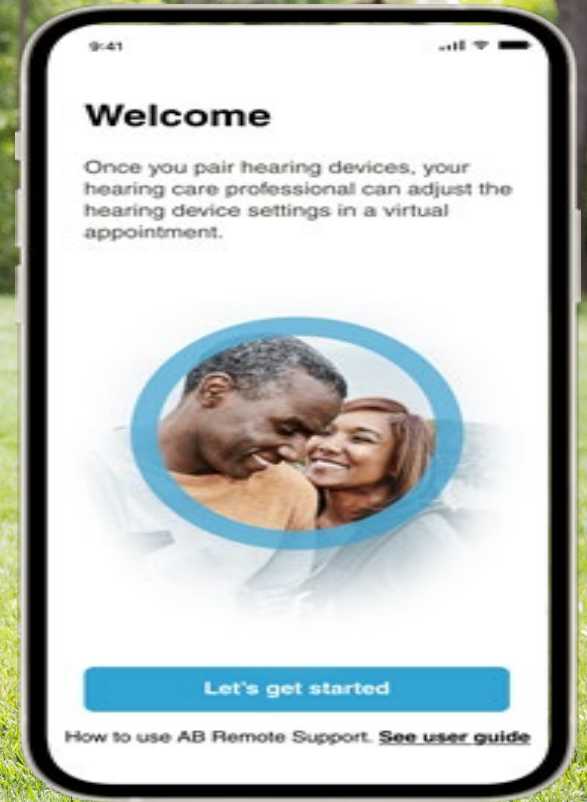 9:41
Welcome
Once you pair hearing devices, your
hearing care professional can adjust the
hearing device settings in a virtual
appointment.
Let's get started
How to use AB Remote Support. See user guide